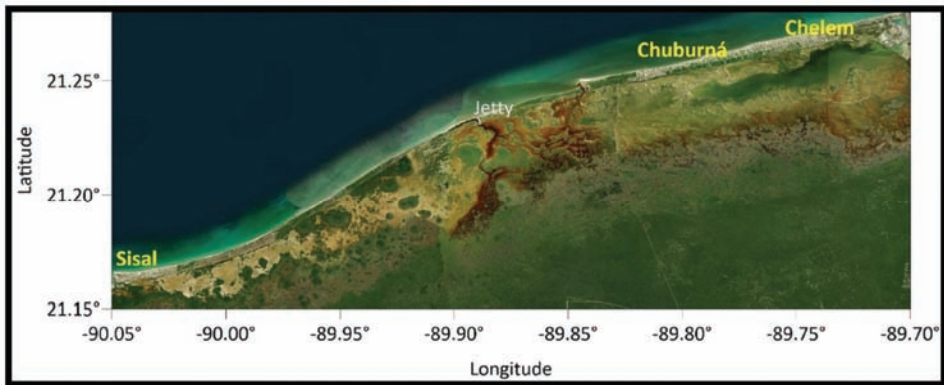 Chelem
Chuburná
21.25°
Jetty
Latitude
21.20°
Sisal
21.15°
-90.05 -90.00° -89.95° -89.90° -89.85° -89.80° -89.75° -89.70°
Longitude